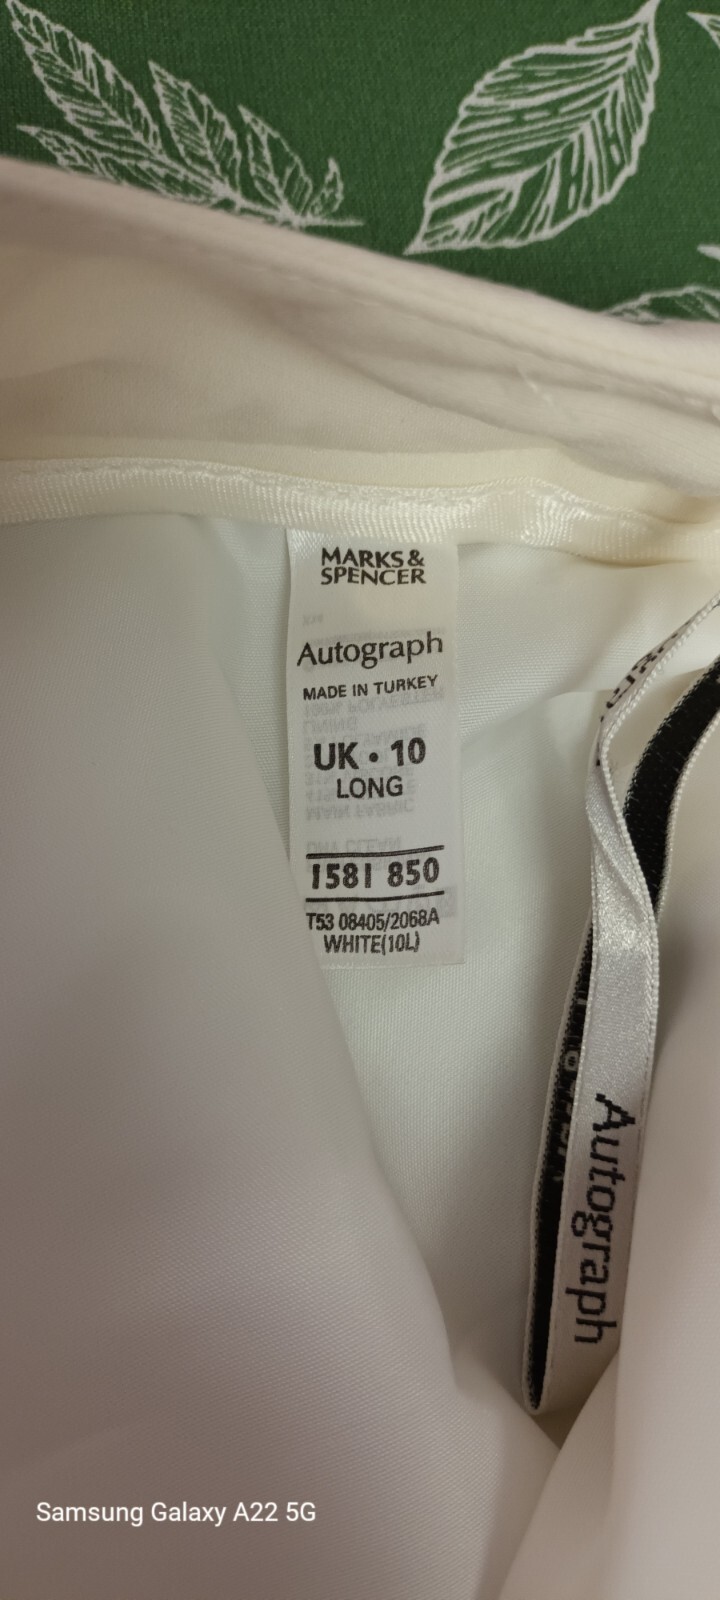 MARKS &
SPENCER
Autograph
MADE IN TURKEY
UK • 10
LONG
1581 850
T53 08405/2068A
WHITE(10L)
Autograph
Samsung Galaxy A22 5G